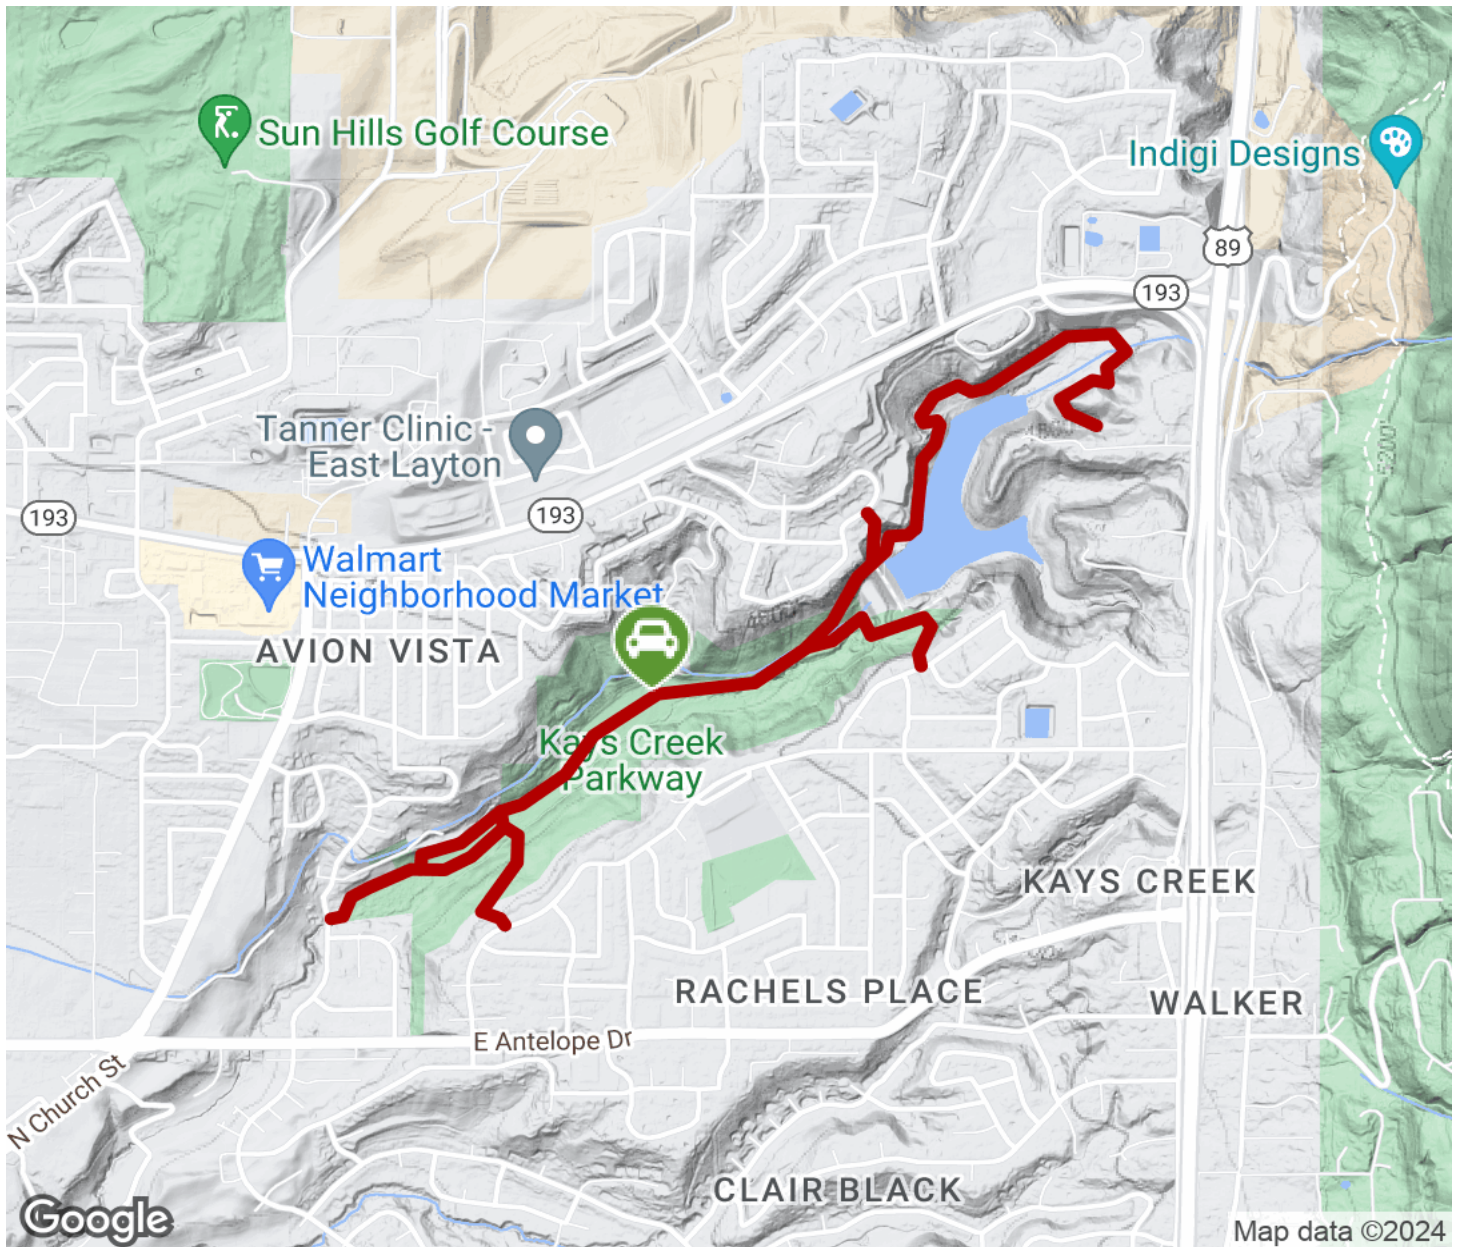 Sun Hills Golf Course
Indigi Designs
89
193
Tanner Clinic -
East Layton
5200'
193
193
Walmart
Neighborhood Market
AVION VISTA
Kays Creek
Parkway
KAYS CREEK
RACHELS PLACE
WALKER
E Antelope Dr
N Church St
CLAIR BLACK
Google
Map data ©2024